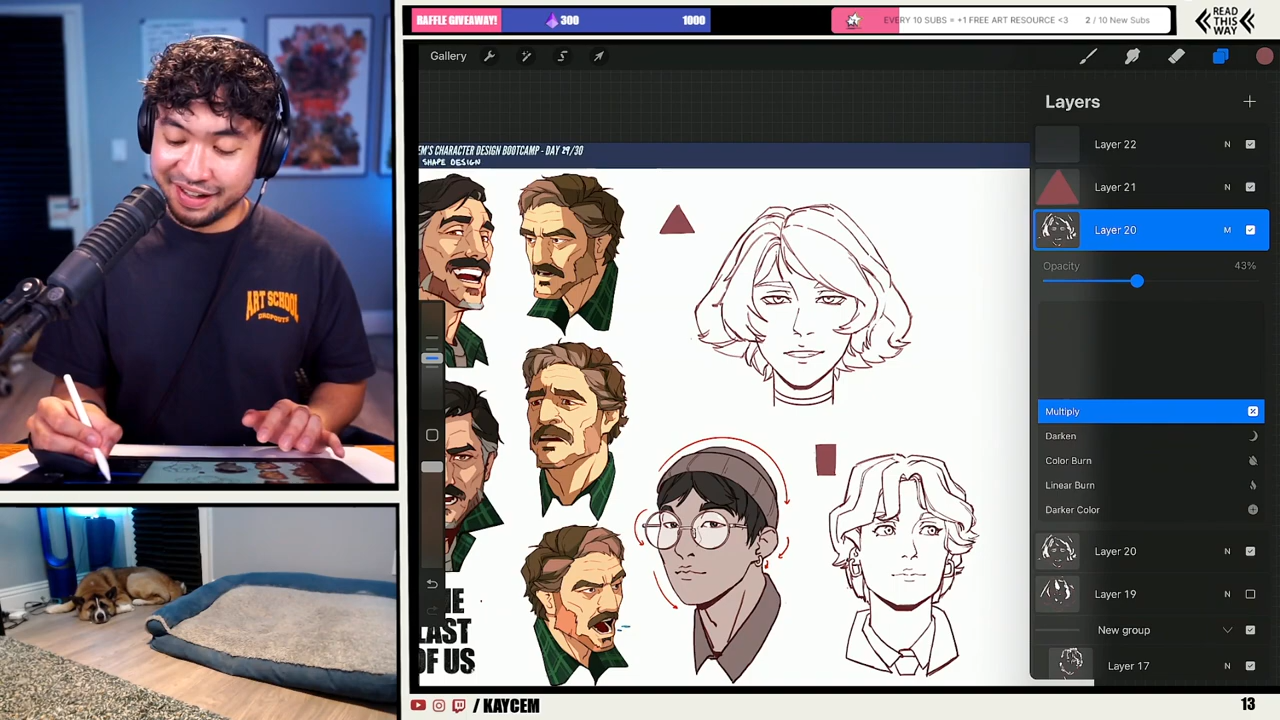 RAFFLE GIVEAWAY! 300 1000
EVERY 10 SUBS = +1 FREE ART RESOURCE <3 2 / 10 New Subs
READ
THIS
WAY
Gallery
EM'S CHARACTER DESIGN BOOTCAMP - DAY 29/30
SHAPE DESIGN
Layers
Layer 22 N
Layer 21 N
Layer 20 M
Opacity 43%
Multiply
Darken
Color Burn
Linear Burn
Darker Color
Layer 20 N
Layer 19 N
New group
Layer 17 N
ART SCHOOL
DROPOUTS
HE
LAST
OF US
/ KAYCEM
13